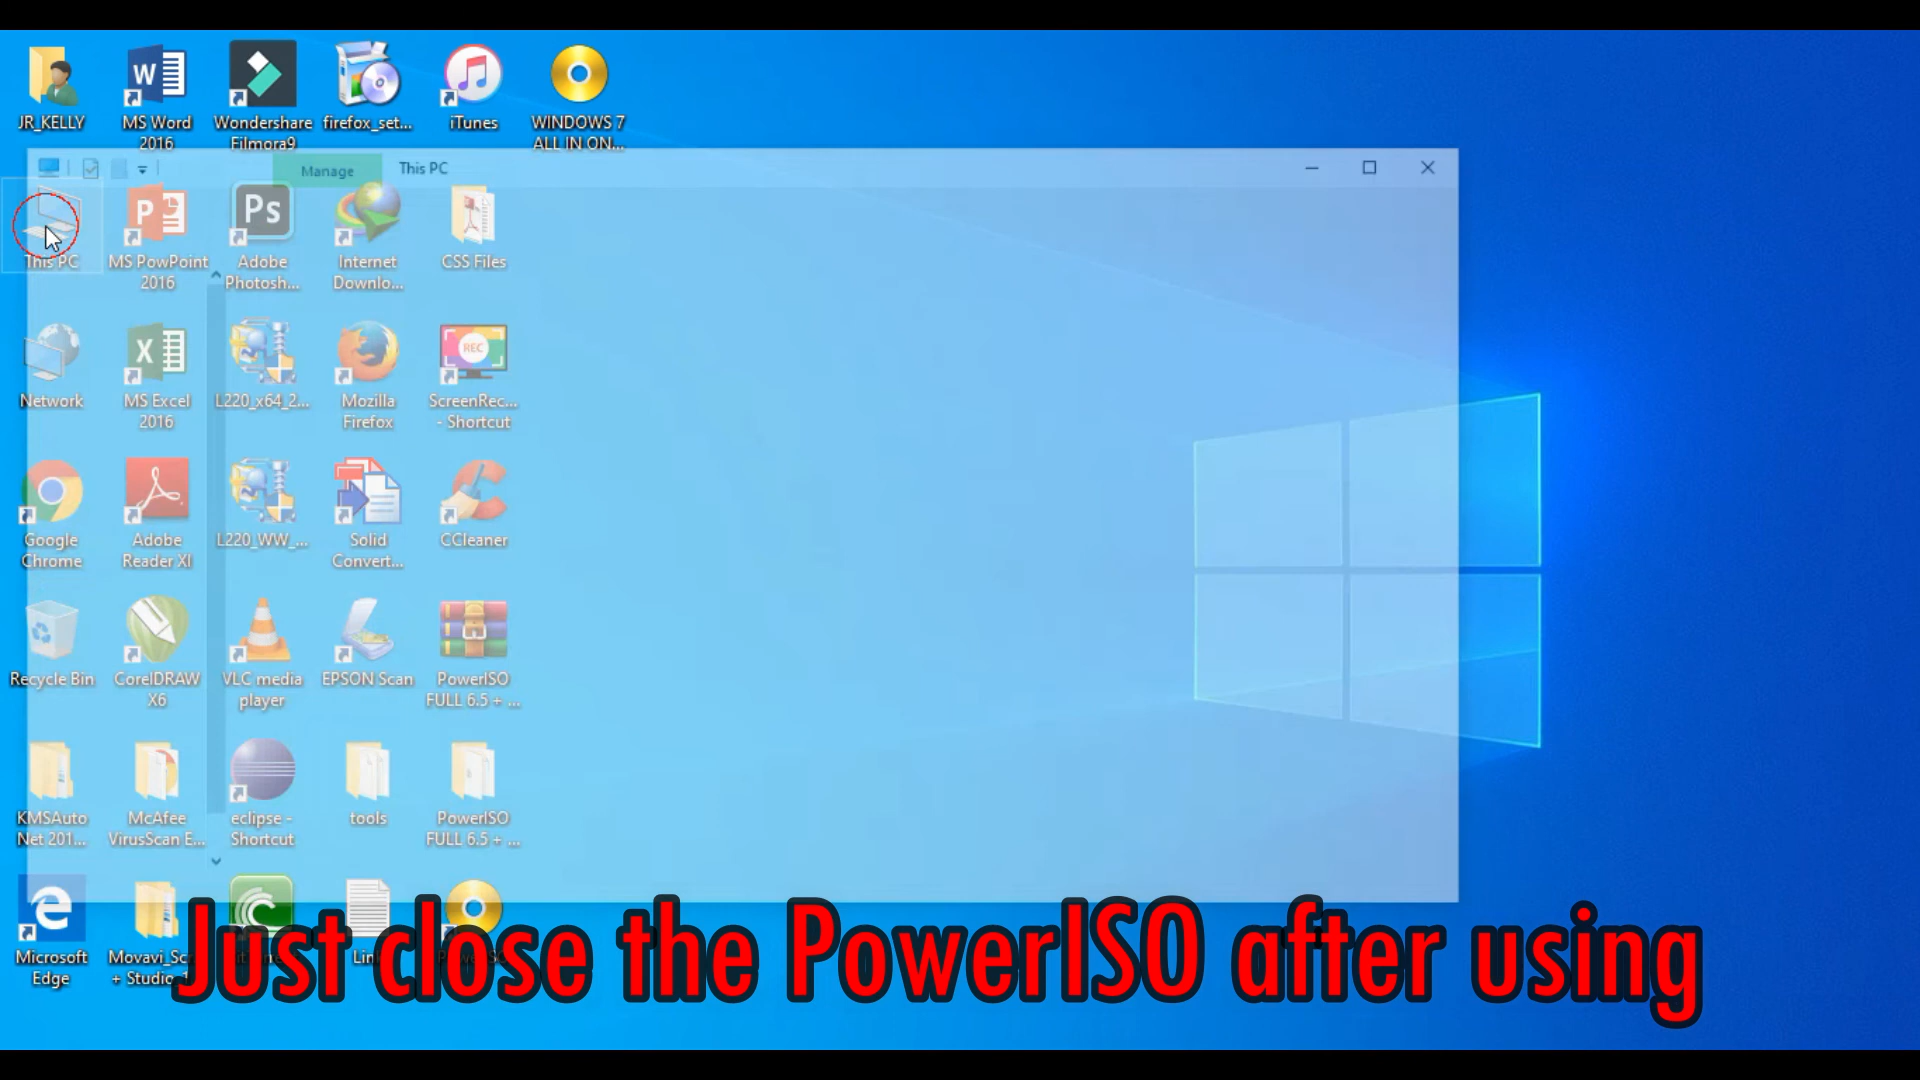 JR_KELLY
MS Word
2016
Wondershare
Filmora9
firefox_set...
iTunes
WINDOWS 7
ALL IN ON...
Manage
This PC
This PC
MS PowPoint
2016
Ps
Adobe
Photosh...
Internet
Downlo...
CSS Files
Network
MS Excel
2016
L220_x64_2...
Mozilla
Firefox
REC
ScreenRec...
- Shortcut
Google
Chrome
Adobe
Reader XI
L220_WW_...
Solid
Convert...
CCleaner
Recycle Bin
CorelDRAW
X6
VLC media
player
EPSON Scan
PowerISO
FULL 6.5 + ...
KMSAuto
Net 201...
McAfee
VirusScan E...
eclipse -
Shortcut
tools
PowerISO
FULL 6.5 + ...
Microsoft
Edge
Movavi_Sc
+ Studio
Just close the PowerISO after using